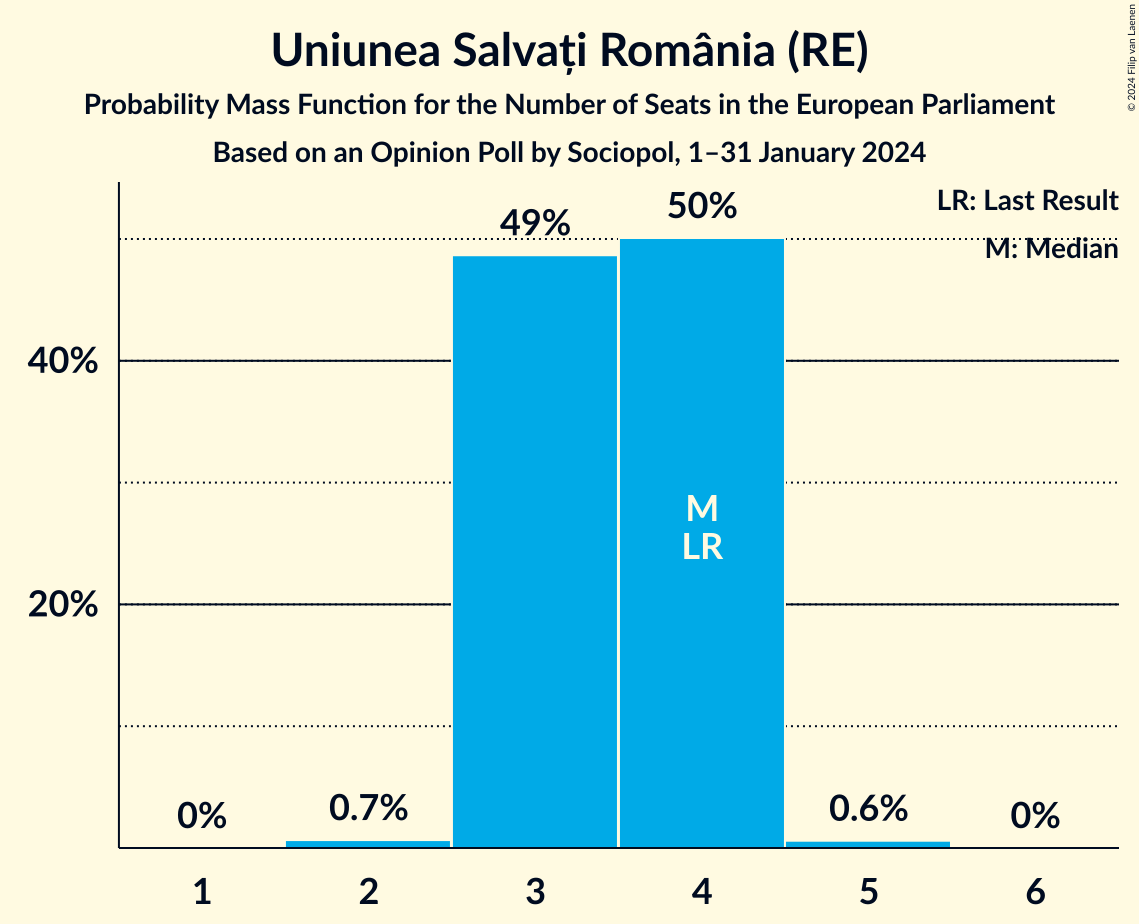 Uniunea Salvați România (RE)
Probability Mass Function for the Number of Seats in the European Parliament
Based on an Opinion Poll by Sociopol, 1–31 January 2024
© 2024 Filip van Laenen
LR: Last Result
M: Median
49%
50%
40%
M
LR
20%
0%
0.7%
0.6%
0%
1
2
3
4
5
6